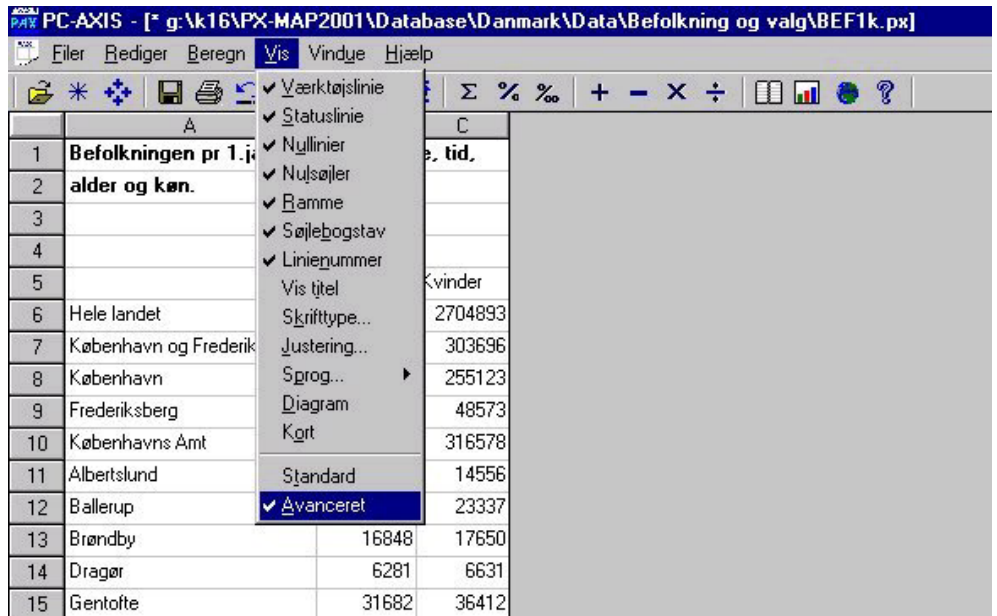 PC-AXIS - [* g:\k16\PX-MAP2001\Database\Danmark\Data\Befolkning og valg\BEF1k.px]
Filer Rediger Beregn Vis Vindue Hjælp
Σ % ‰ + - × ÷ ?
A C
1 Befolkningen pr 1.ja e, tid,
2 alder og køn.
3
4
5 Kvinder
6 Hele landet 2704893
7 København og Frederik 303696
8 København 255123
9 Frederiksberg 48573
10 Københavns Amt 316578
11 Albertslund 14556
12 Ballerup 23337
13 Brøndby 16848 17650
14 Dragør 6281 6631
15 Gentofte 31682 36412
Værktøjslinie
Statuslinie
Nullinier
Nulsøjler
Ramme
Søjlebogstav
Linienummer
Vis titel
Skrifttype...
Justering...
Sprog...
Diagram
Kort
Standard
Avanceret